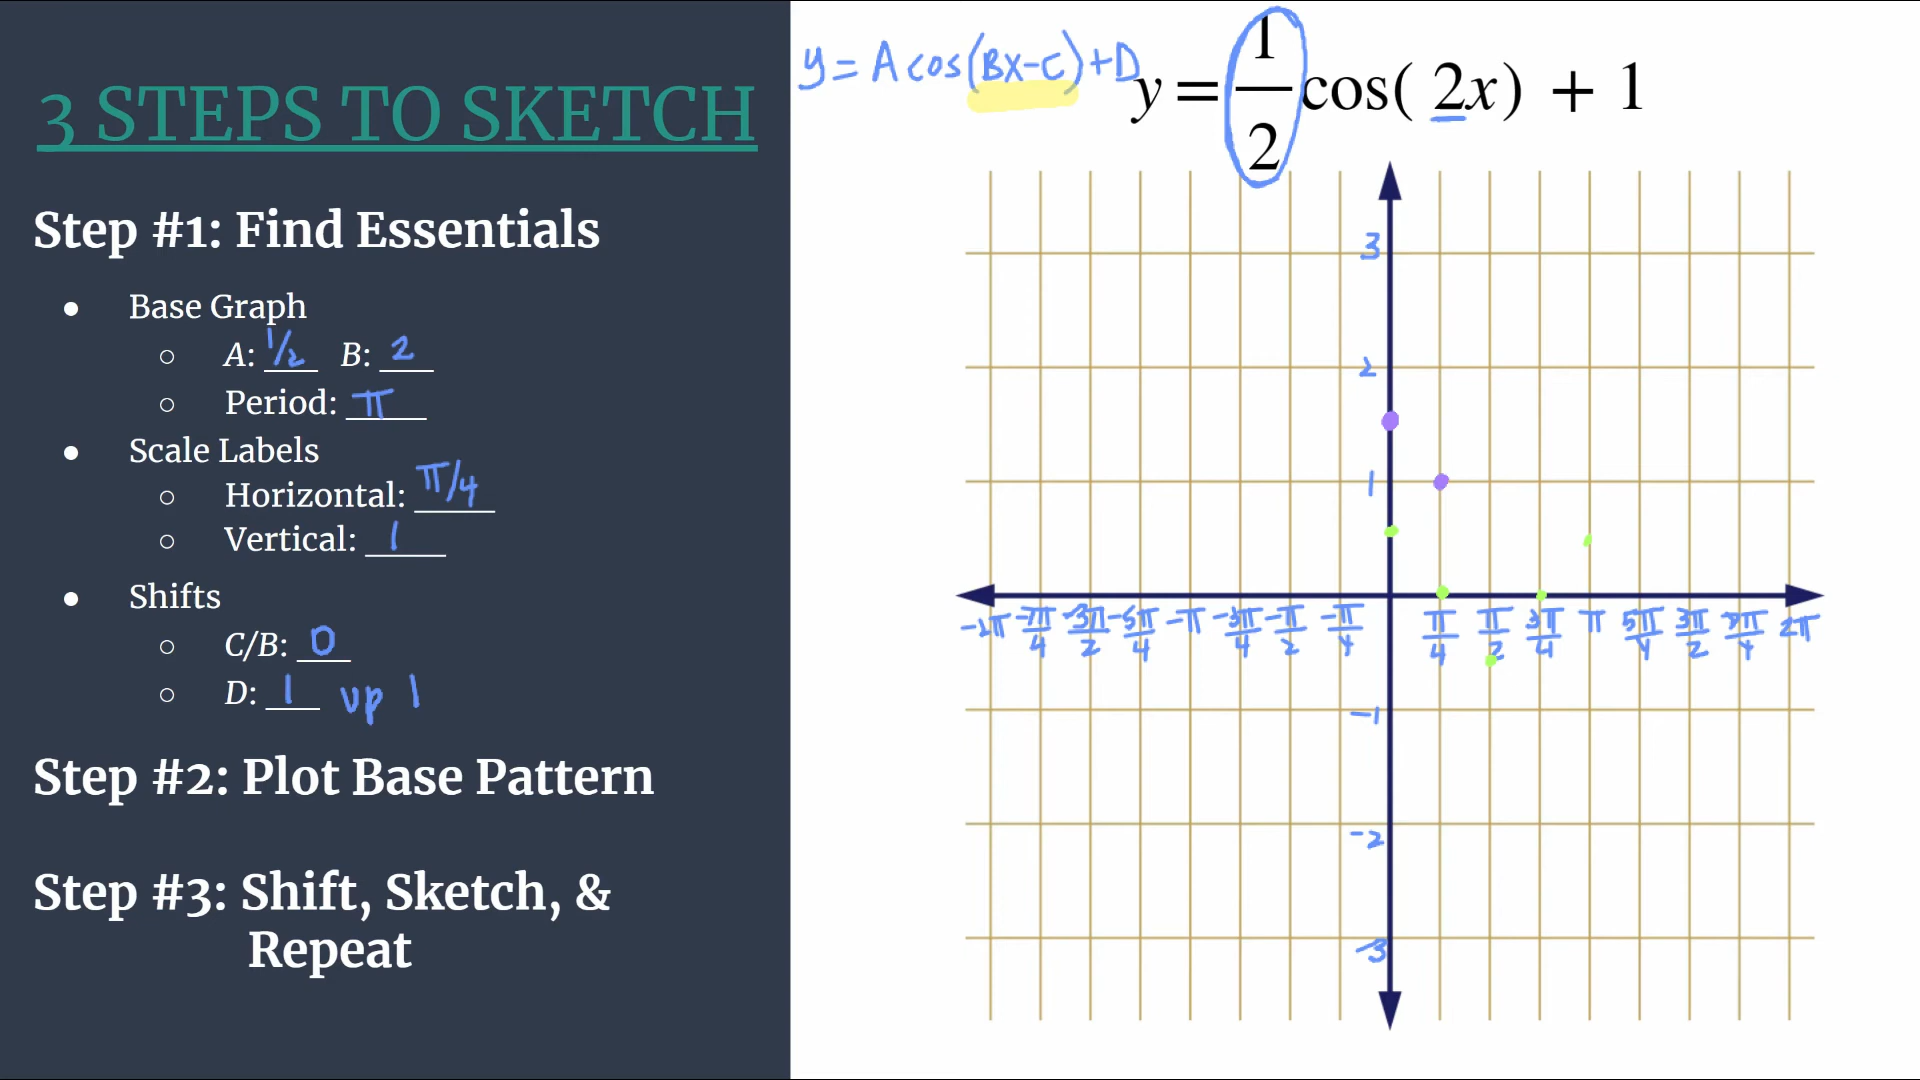 3 STEPS TO SKETCH
Step #1: Find Essentials
● Base Graph
○ A: 1/2 B: 2
○ Period: π
● Scale Labels
○ Horizontal: π/4
○ Vertical: 1
● Shifts
○ C/B: 0
○ D: 1 up 1
Step #2: Plot Base Pattern
Step #3: Shift, Sketch, &
Repeat
y = A cos(BX-C)+D
y = 1/2 cos( 2x) + 1
3
2
1
-2π -7π/4 -3π/2 -5π/4 -π -3π/4 -π/2 -π/4 π/4 π/2 3π/4 π 5π/4 3π/2 7π/4 2π
-1
-2
-3